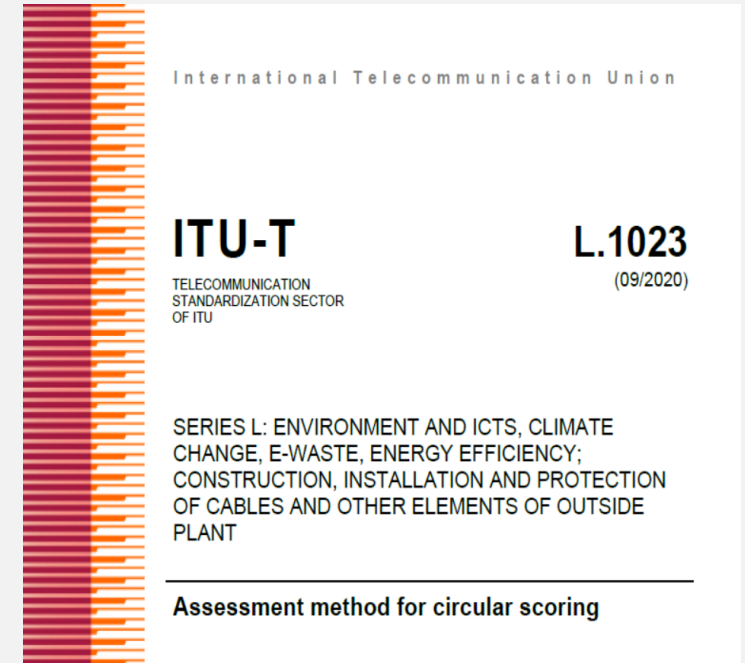 International Telecommunication Union
ITU-T
L.1023
TELECOMMUNICATION
STANDARDIZATION SECTOR
OF ITU
(09/2020)
SERIES L: ENVIRONMENT AND ICTS, CLIMATE
CHANGE, E-WASTE, ENERGY EFFICIENCY;
CONSTRUCTION, INSTALLATION AND PROTECTION
OF CABLES AND OTHER ELEMENTS OF OUTSIDE
PLANT
Assessment method for circular scoring